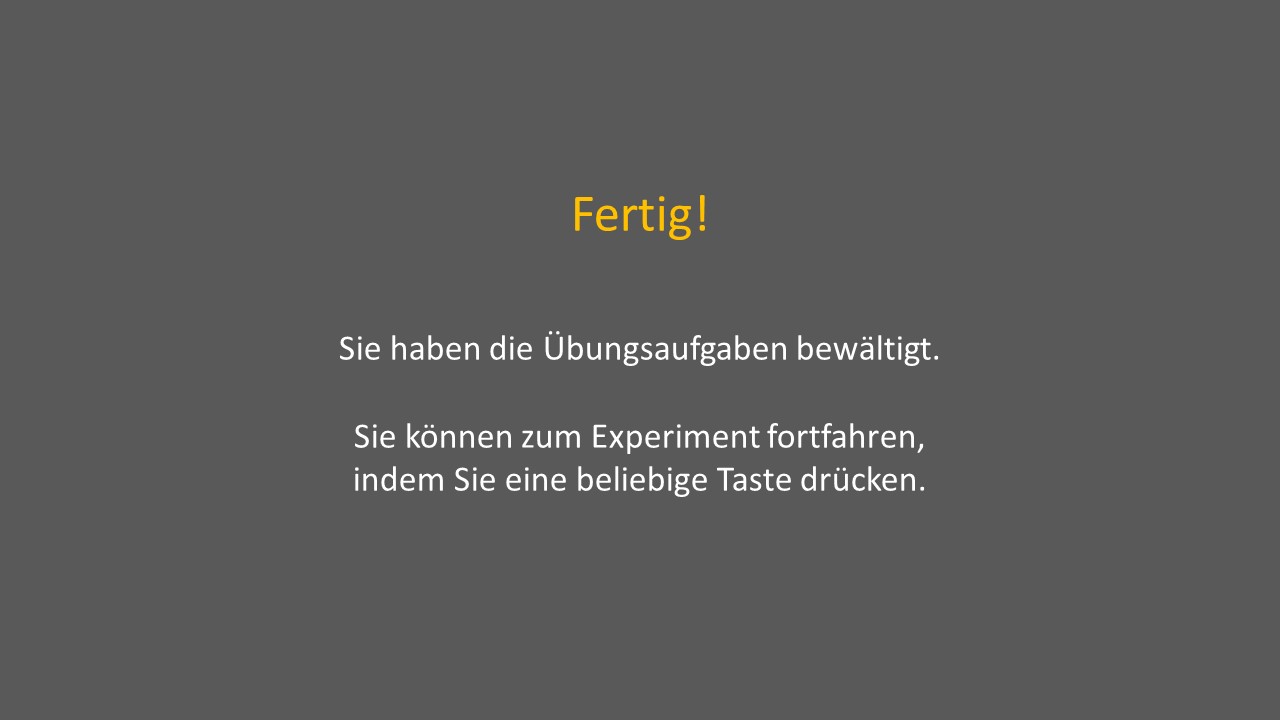 Fertig!
Sie haben die Übungsaufgaben bewältigt.
Sie können zum Experiment fortfahren,
indem Sie eine beliebige Taste drücken.